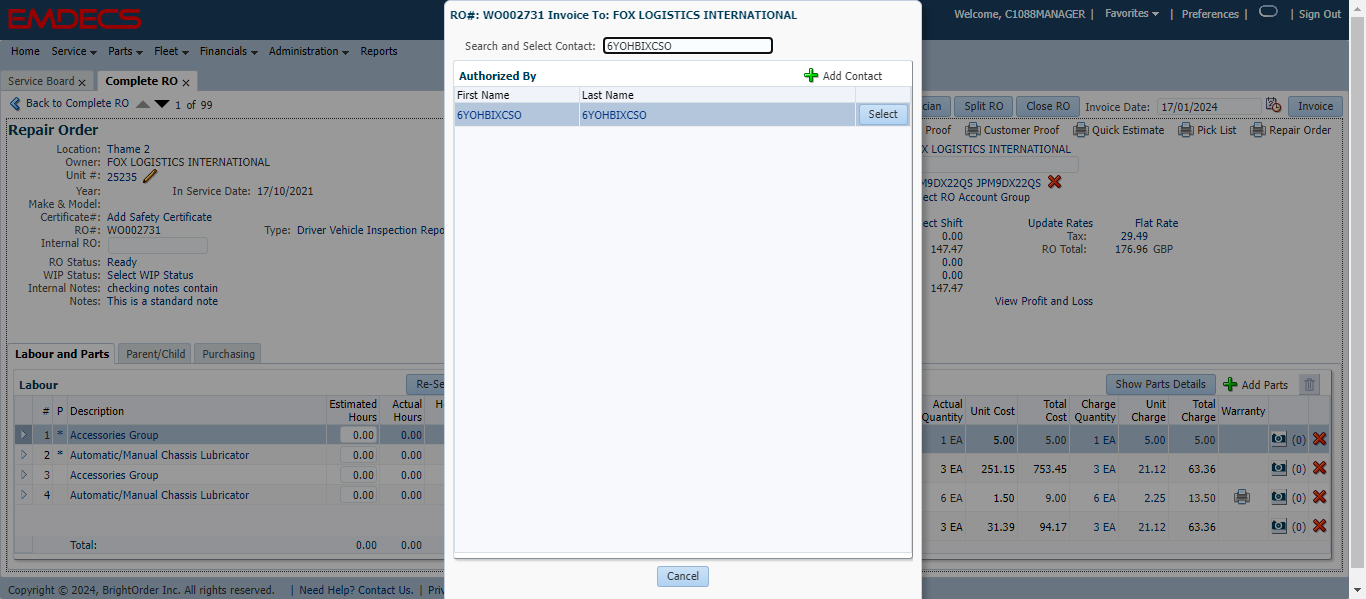 EMDECS
Welcome, C1088MANAGER | Favorites | Preferences | | Sign Out
Home Service Parts Fleet Financials Administration Reports
Service Board x Complete RO x
Back to Complete RO 1 of 99
Split RO Close RO Invoice Date: 17/01/2024 Invoice
Repair Order
Proof Customer Proof Quick Estimate Pick List Repair Order
Location: Thame 2
Owner: FOX LOGISTICS INTERNATIONAL
Unit #: 25235
Year: In Service Date: 17/10/2021
Make & Model:
Certificate#: Add Safety Certificate
RO#: WO002731 Type: Driver Vehicle Inspection Repo
Internal RO:
RO Status: Ready
WIP Status: Select WIP Status
Internal Notes: checking notes contain
Notes: This is a standard note
X LOGISTICS INTERNATIONAL
M9DX22QS JPM9DX22QS
ect RO Account Group
ect Shift Update Rates Flat Rate
0.00 Tax: 29.49
147.47 RO Total: 176.96 GBP
0.00
0.00
147.47
View Profit and Loss
RO#: WO002731 Invoice To: FOX LOGISTICS INTERNATIONAL
Search and Select Contact: 6YOHBIXCSO
Authorized By Add Contact
First Name Last Name
6YOHBIXCSO 6YOHBIXCSO Select
Cancel
Labour and Parts Parent/Child Purchasing
Labour Re-Se
# P Description Estimated Hours Actual Hours H
1 * Accessories Group 0.00 0.00
2 * Automatic/Manual Chassis Lubricator 0.00 0.00
3 Accessories Group 0.00 0.00
4 Automatic/Manual Chassis Lubricator 0.00 0.00
Total: 0.00 0.00
Show Parts Details Add Parts
Actual Quantity Unit Cost Total Cost Charge Quantity Unit Charge Total Charge Warranty
1 EA 5.00 5.00 1 EA 5.00 5.00 (0)
3 EA 251.15 753.45 3 EA 21.12 63.36 (0)
6 EA 1.50 9.00 6 EA 2.25 13.50 (0)
3 EA 31.39 94.17 3 EA 21.12 63.36 (0)
Copyright © 2024, BrightOrder Inc. All rights reserved. | Need Help? Contact Us. | Priv